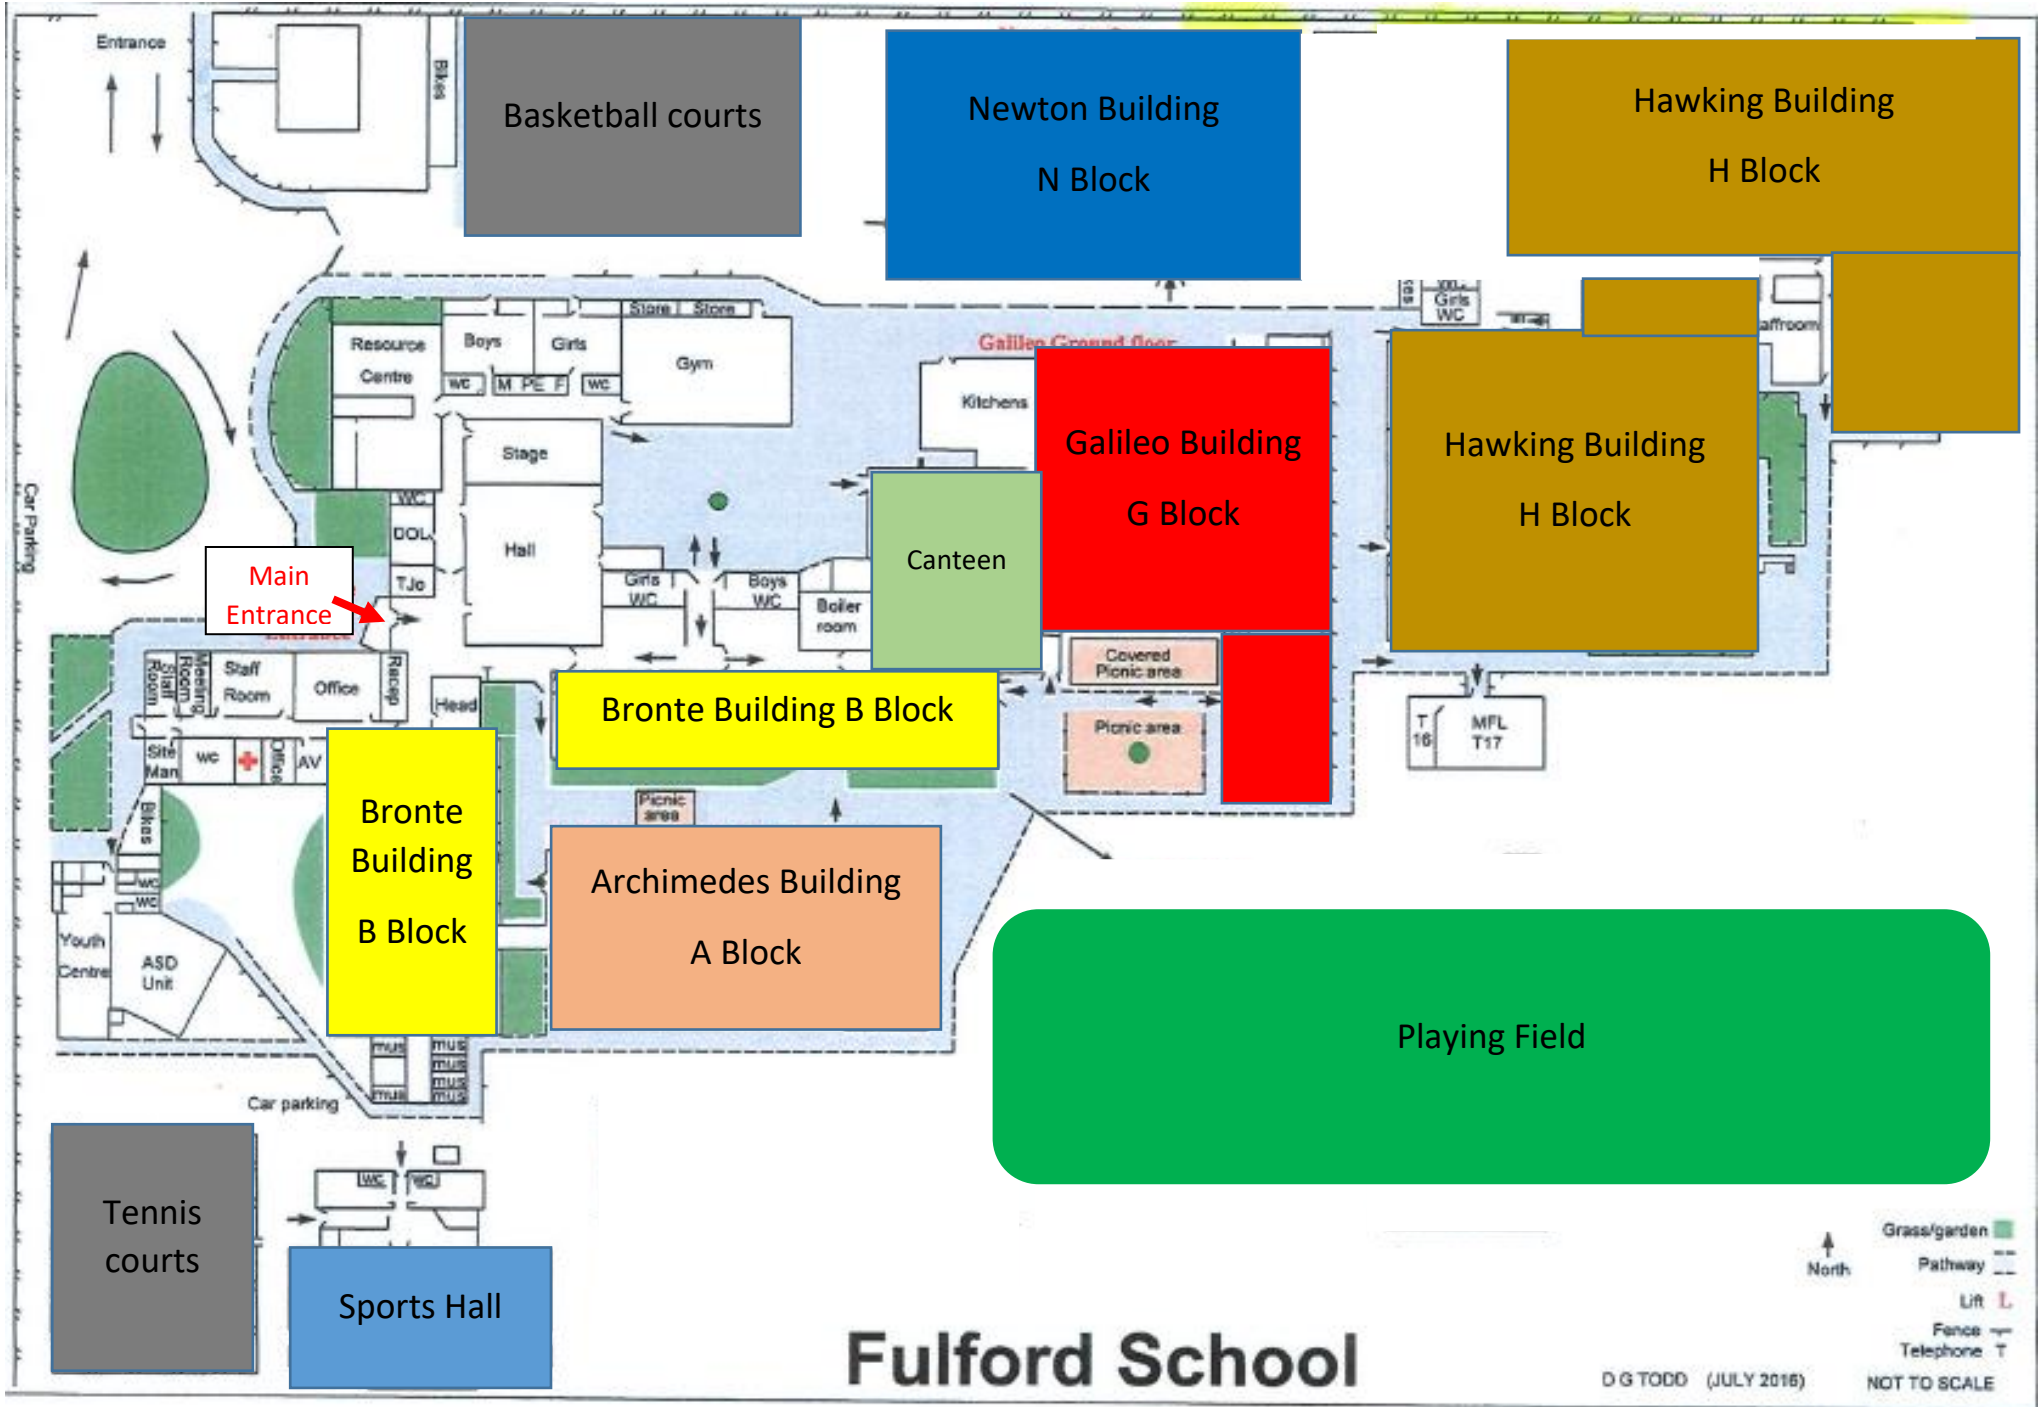 Entrance
Bikes
Basketball courts
Newton Building
N Block
Hawking Building
H Block
Girls
WC
affroom
Store
Store
Resource
Centre
Boys
Girls
WC
M PE F
WC
Gym
Galileo Ground floor
Kitchens
Galileo Building
G Block
Hawking Building
H Block
Stage
Car Parking
WC
DOL
Hall
TJo
Main
Entrance
Girls
WC
Boys
WC
Boiler
room
Canteen
Covered
Picnic area
Picnic area
Staff
Room
Meeting
Room
Staff
Room
Office
Recep
Head
T
Bronte Building B Block
T
16
MFL
T17
Site
Man
WC
Office
AV
Bikes
Bronte
Building
B Block
Picnic
area
Archimedes Building
A Block
WC
WC
Youth
Centre
ASD
Unit
Playing Field
mus
mus
mus
mus
mus
mus
Car parking
WC
WC
Tennis
courts
Sports Hall
North
Grass/garden
Pathway
Lift L
Fence
Telephone T
Fulford School
D G TODD (JULY 2016)
NOT TO SCALE